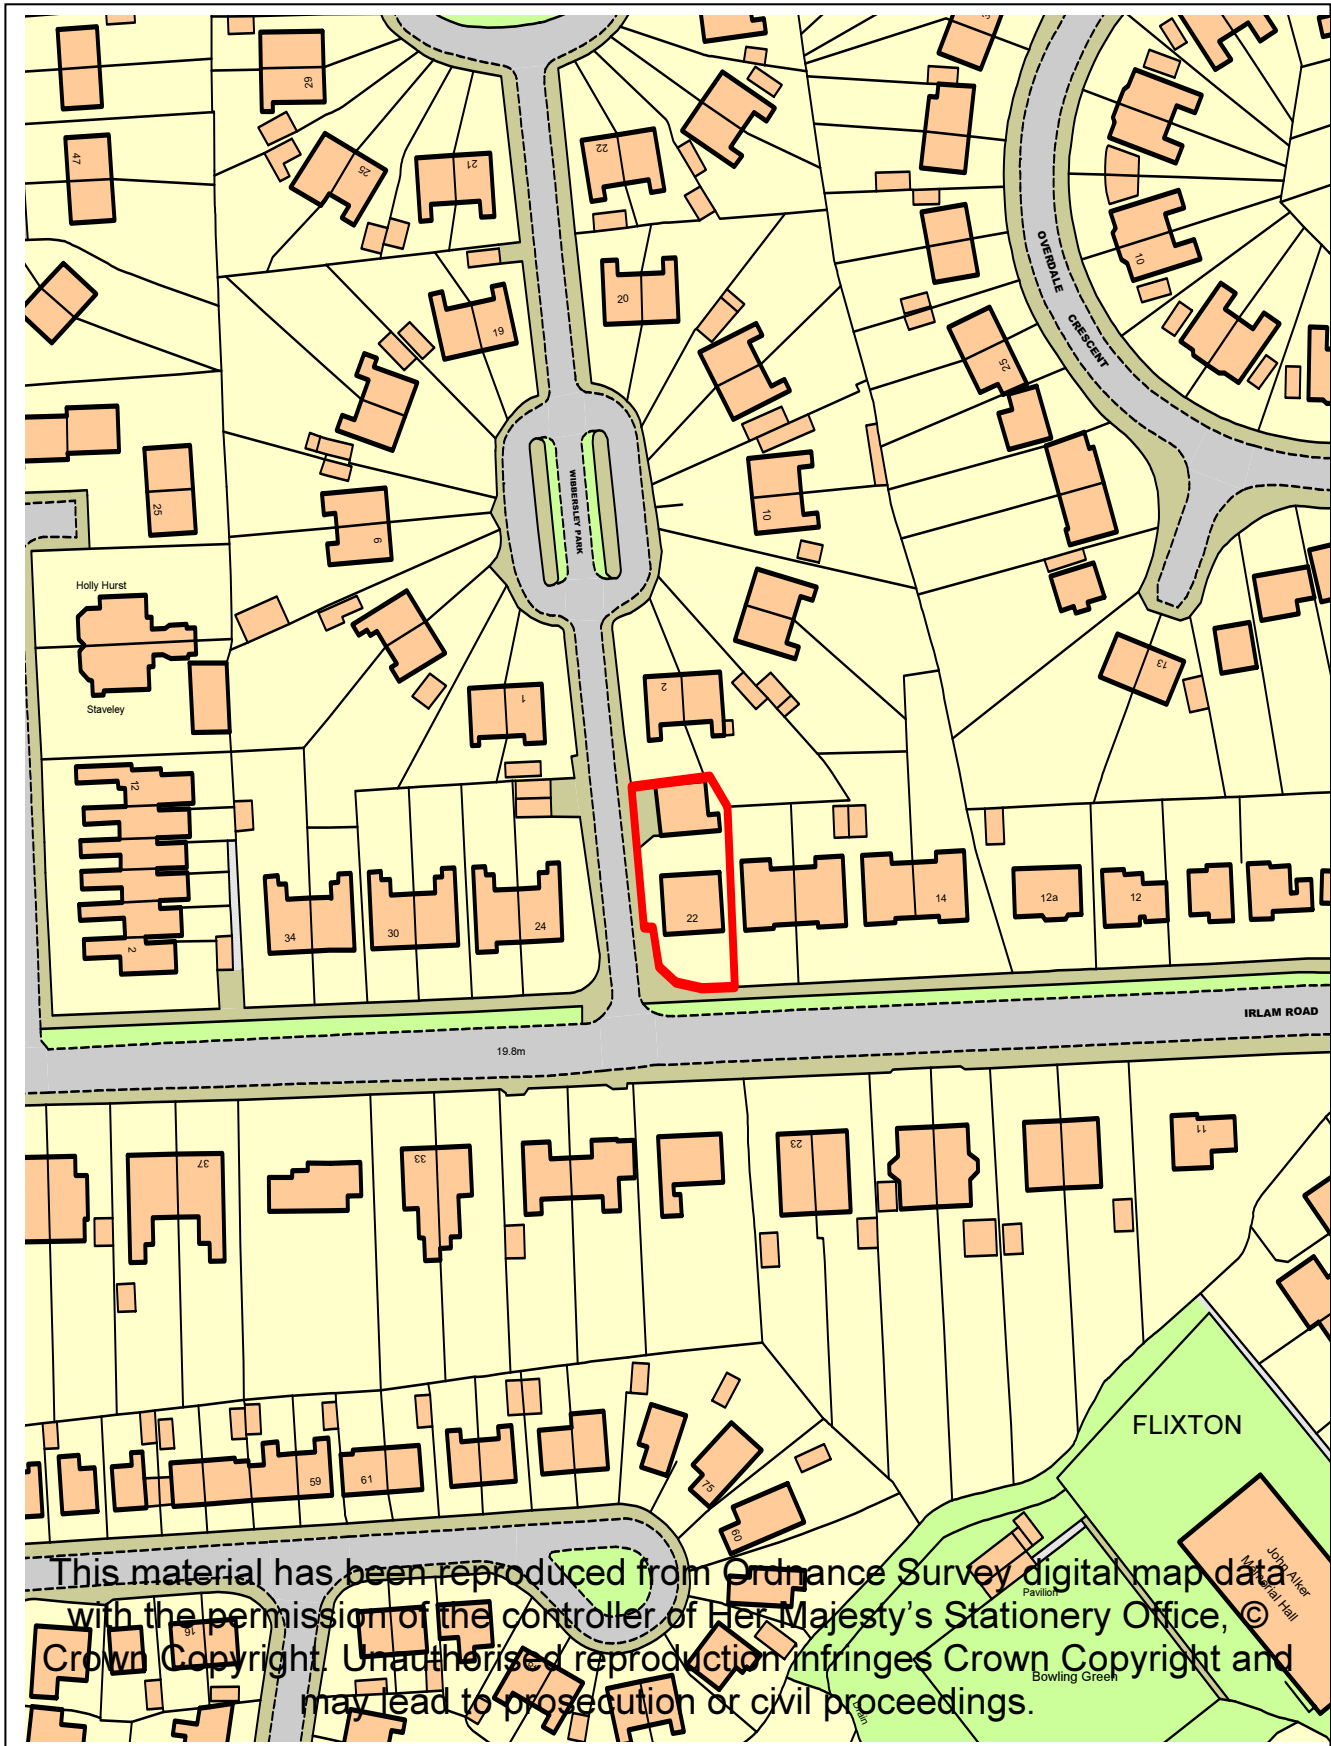 29
47
25
21
22
19
20
10
OVERDALE
CRESCENT
25
WIBBERSLEY PARK
25
9
10
Holly Hurst
Staveley
13
1
2
12
2
34
30
24
22
14
12a
12
IRLAM ROAD
19.8m
37
33
23
11
FLIXTON
59
61
75
60
John Alker
Memorial Hall
Pavilion
16
Bowling Green
Drain
This material has been reproduced from Ordnance Survey digital map data
with the permission of the controller of Her Majesty’s Stationery Office, ©
Crown Copyright. Unauthorised reproduction infringes Crown Copyright and
may lead to prosecution or civil proceedings.